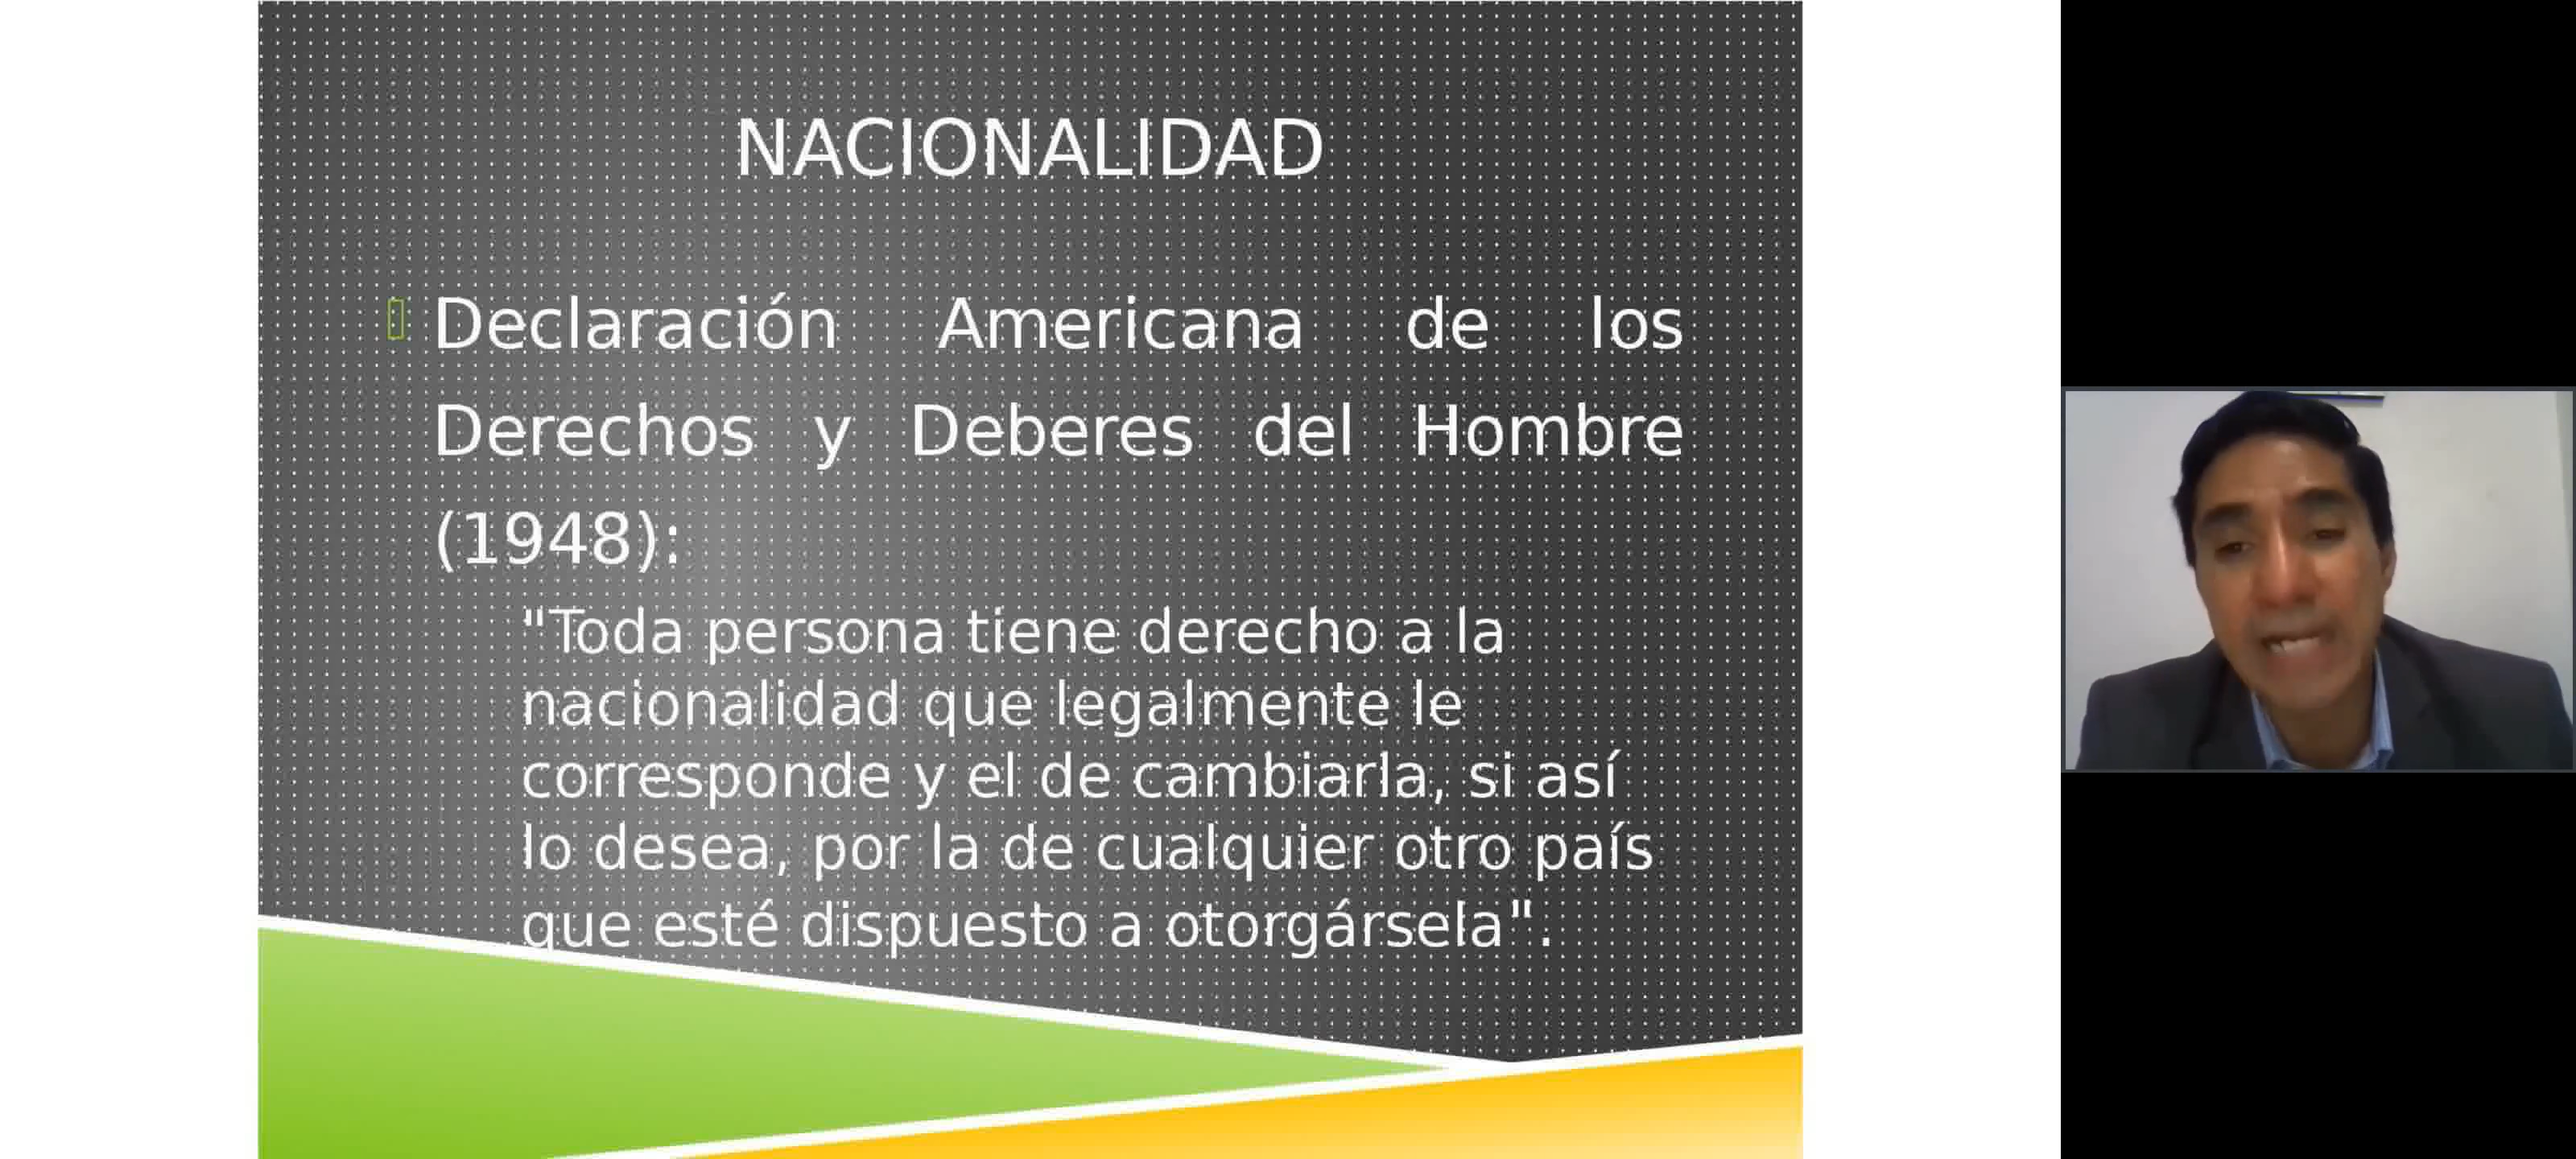 NACIONALIDAD
Declaración Americana de los
Derechos y Deberes del Hombre
(1948):
"Toda persona tiene derecho a la
nacionalidad que legalmente le
corresponde y el de cambiarla, si así
lo desea, por la de cualquier otro país
que esté dispuesto a otorgársela".